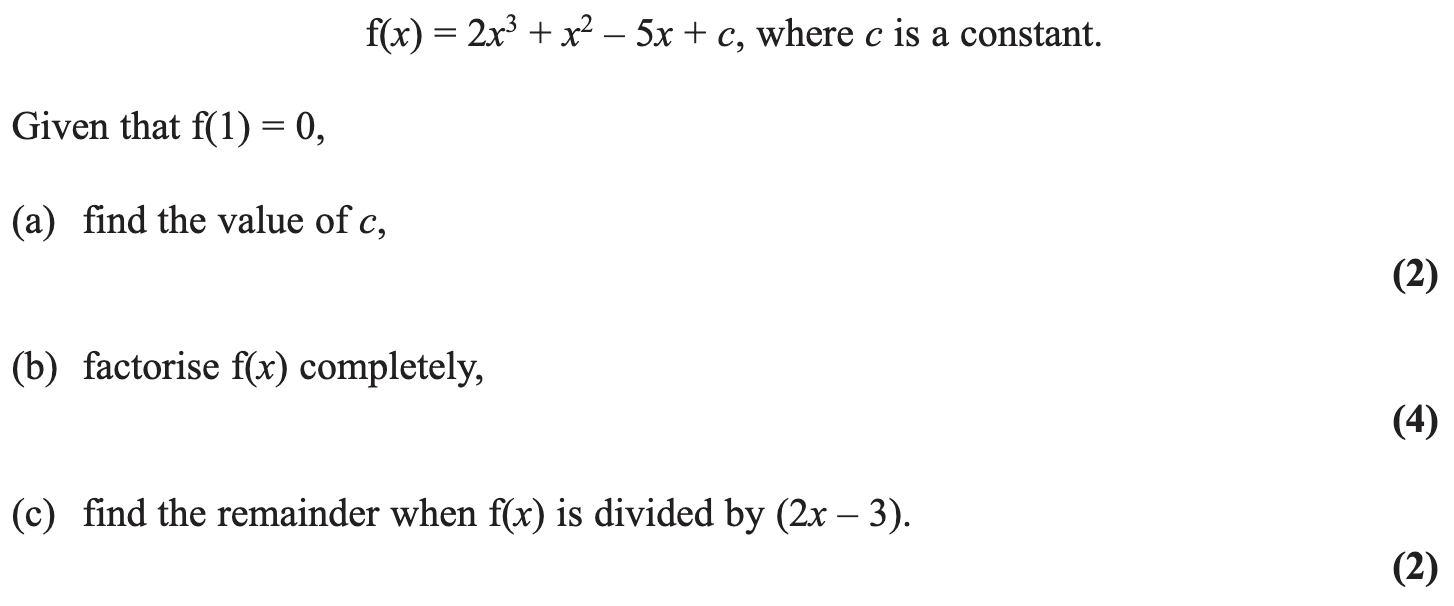 f(x) = 2x³ + x² – 5x + c, where c is a constant.
Given that f(1) = 0,
(a) find the value of c,
(2)
(b) factorise f(x) completely,
(4)
(c) find the remainder when f(x) is divided by (2x – 3).
(2)